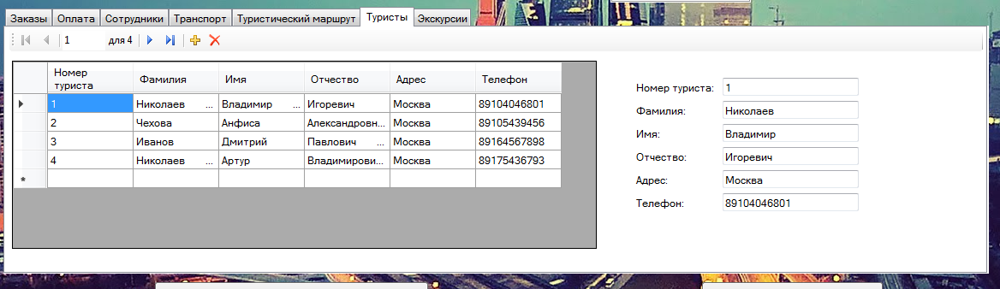 Заказы Оплата Сотрудники Транспорт Туристический маршрут Туристы Экскурсии
1 для 4
Номер туриста Фамилия Имя Отчество Адрес Телефон
1 Николаев ... Владимир ... Игоревич Москва 89104046801
2 Чехова Анфиса Александровн... Москва 89105439456
3 Иванов Дмитрий Павлович ... Москва 89164567898
4 Николаев ... Артур Владимирови... Москва 89175436793
*
Номер туриста: 1
Фамилия: Николаев
Имя: Владимир
Отчество: Игоревич
Адрес: Москва
Телефон: 89104046801